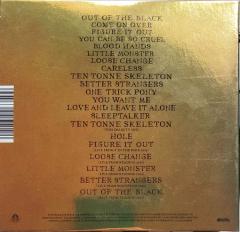 OUT OF THE BLACK
COME ON OVER
FIGURE IT OUT
YOU CAN BE SO CRUEL
BLOOD HANDS
LITTLE MONSTER
LOOSE CHANGE
CARELESS
TEN TONNE SKELETON
BETTER STRANGERS
ONE TRICK PONY
YOU WANT ME
LOVE AND LEAVE IT ALONE
SLEEPTALKER
TEN TONNE SKELETON
HOLE
FIGURE IT OUT
LOOSE CHANGE
LITTLE MONSTER
BETTER STRANGERS
OUT OF THE BLACK